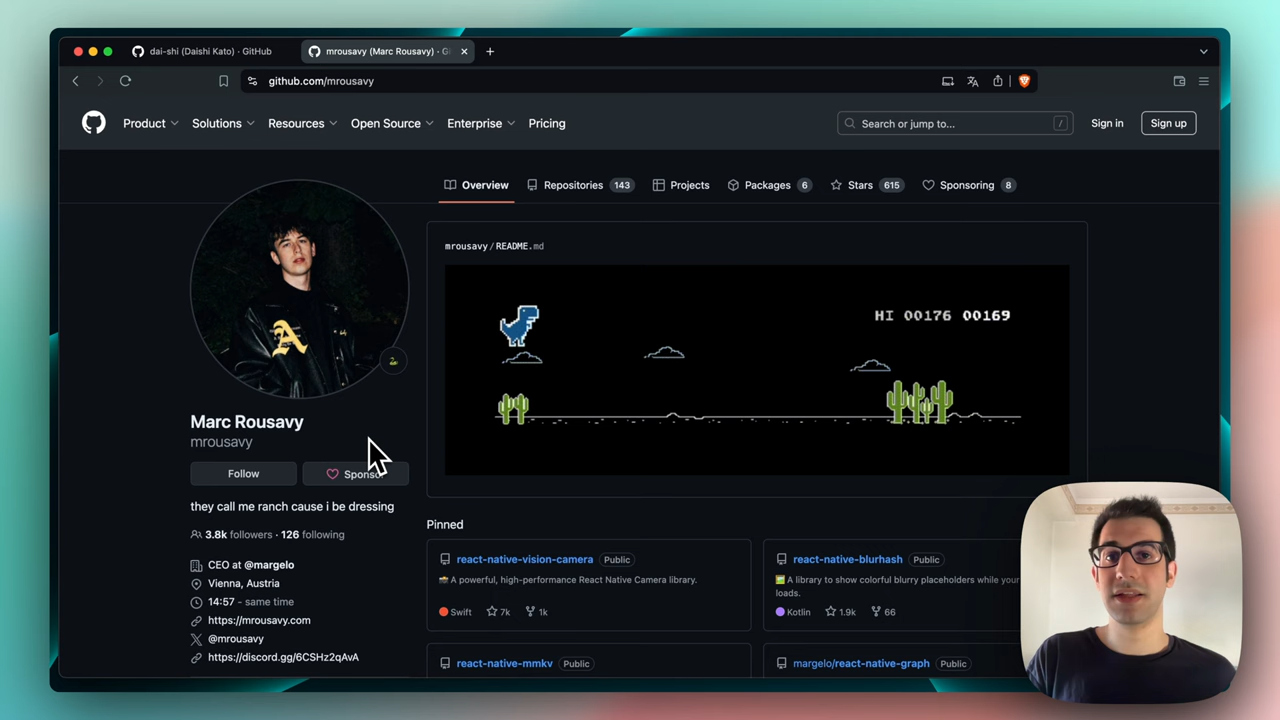 dai-shi (Daishi Kato) · GitHub
mrousavy (Marc Rousavy) · G
github.com/mrousavy
Product
Solutions
Resources
Open Source
Enterprise
Pricing
Search or jump to...
/
Sign in
Sign up
Overview
Repositories 143
Projects
Packages 6
Stars 615
Sponsoring 8
mrousavy/README.md
HI 00176 00169
A
Marc Rousavy
mrousavy
Follow
Sponso
they call me ranch cause i be dressing
3.8k followers · 126 following
CEO at @margelo
Vienna, Austria
14:57 - same time
https://mrousavy.com
@mrousavy
https://discord.gg/6CSHz2qAvA
Pinned
react-native-vision-camera Public
A powerful, high-performance React Native Camera library.
Swift 7k 1k
react-native-blurhash Public
A library to show colorful blurry placeholders while your
loads.
Kotlin 1.9k 66
react-native-mmkv Public
margelo/react-native-graph Public